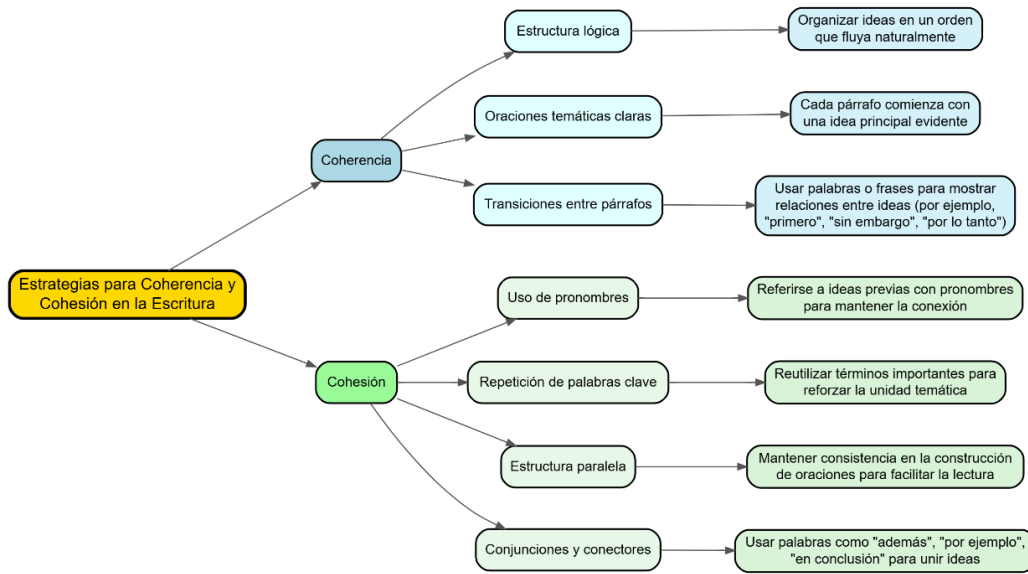 Estrategias para Coherencia y
Cohesión en la Escritura
Coherencia
Estructura lógica
Organizar ideas en un orden
que fluya naturalmente
Oraciones temáticas claras
Cada párrafo comienza con
una idea principal evidente
Transiciones entre párrafos
Usar palabras o frases para mostrar
relaciones entre ideas (por ejemplo,
"primero", "sin embargo", "por lo tanto")
Cohesión
Uso de pronombres
Referirse a ideas previas con pronombres
para mantener la conexión
Repetición de palabras clave
Reutilizar términos importantes para
reforzar la unidad temática
Estructura paralela
Mantener consistencia en la construcción
de oraciones para facilitar la lectura
Conjunciones y conectores
Usar palabras como "además", "por ejemplo",
"en conclusión" para unir ideas